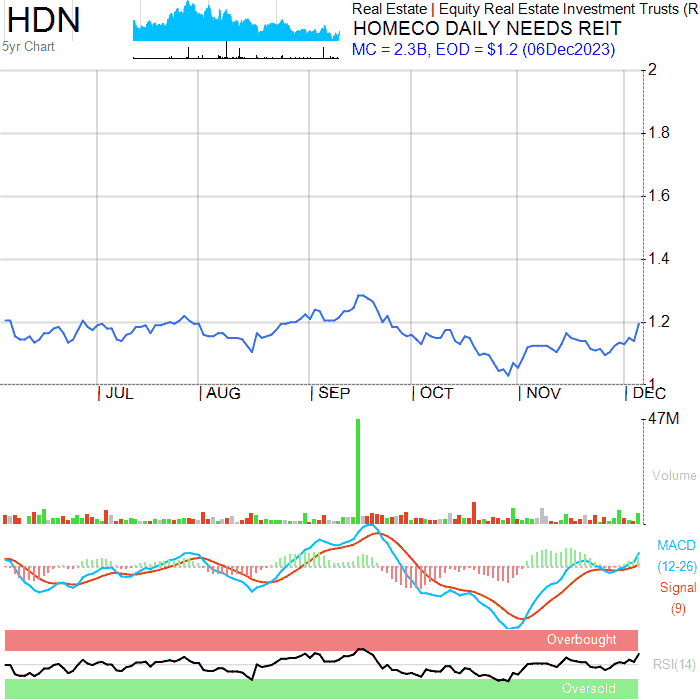 HDN
5yr Chart
Real Estate | Equity Real Estate Investment Trusts (R
HOMECO DAILY NEEDS REIT
MC = 2.3B, EOD = $1.2 (06Dec2023)
2
1.8
1.6
1.4
1.2
1
| JUL | AUG | SEP | OCT | NOV | DEC
47M
Volume
MACD
(12-26)
Signal
(9)
Overbought
RSI(14)
Oversold